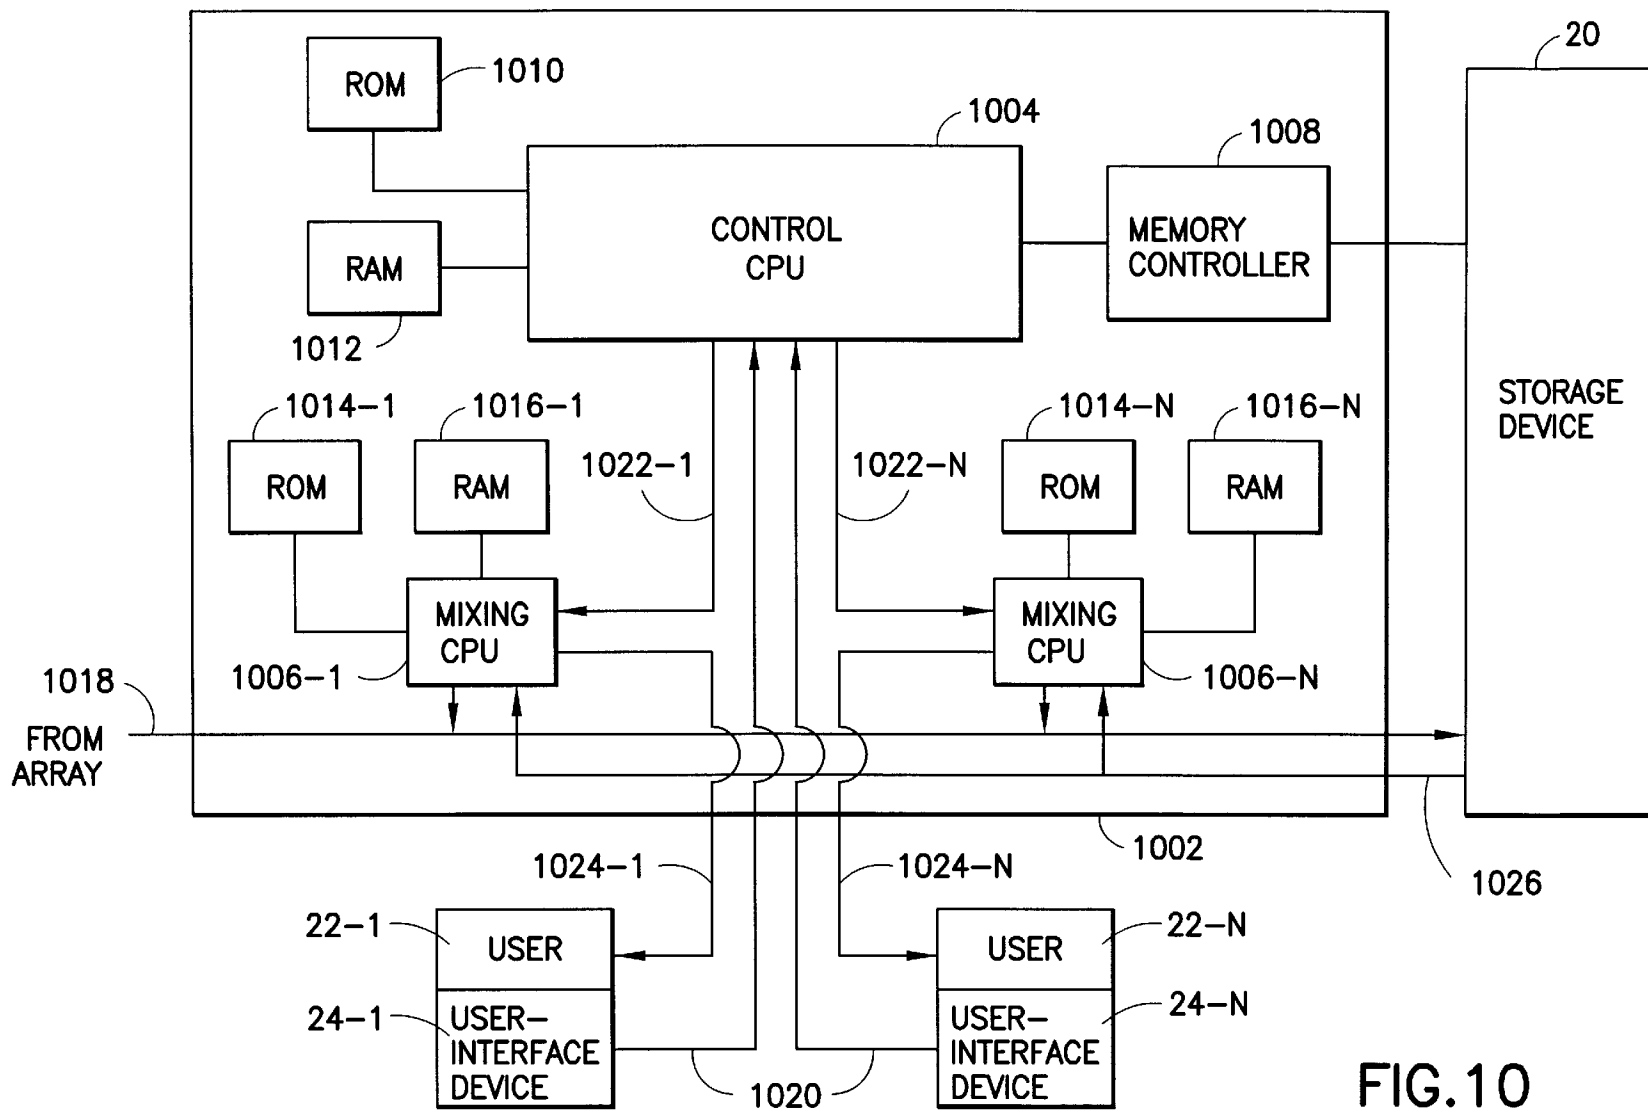 20
ROM
1010
1004
1008
CONTROL
CPU
MEMORY
CONTROLLER
RAM
1012
STORAGE
DEVICE
1014-1
1016-1
1022-1
1022-N
1014-N
1016-N
ROM
RAM
ROM
RAM
MIXING
CPU
MIXING
CPU
1006-1
1006-N
1018
FROM
ARRAY
1002
1026
1024-1
1024-N
22-1
USER
USER
22-N
24-1
USER-
INTERFACE
DEVICE
USER-
INTERFACE
DEVICE
24-N
1020
FIG.10